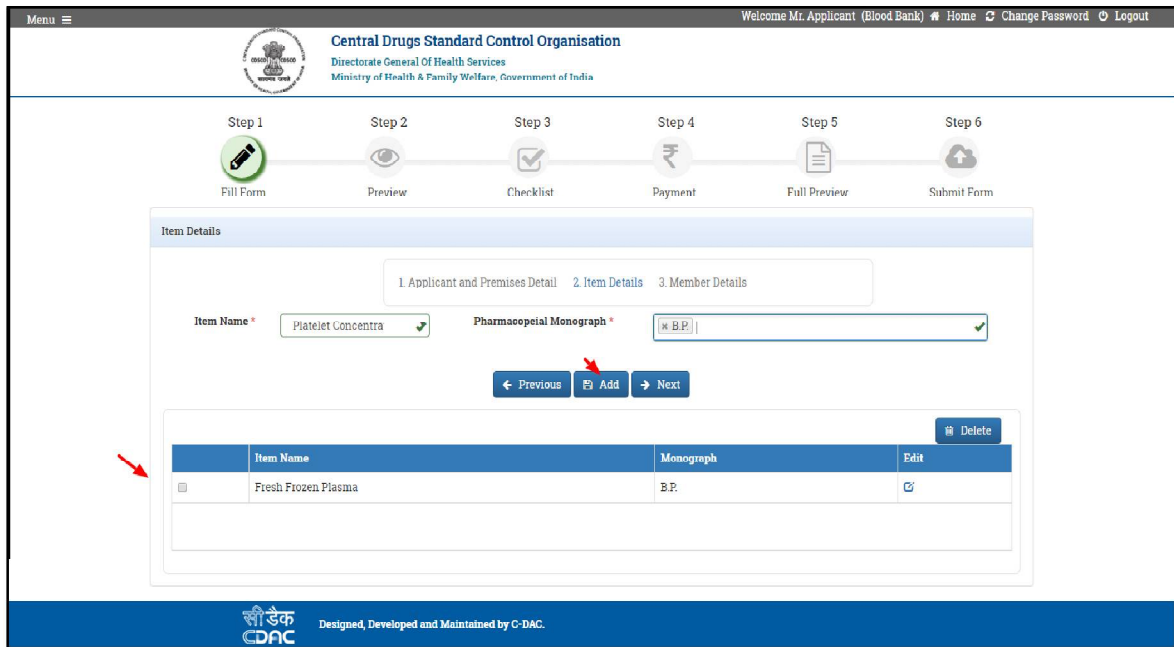 Menu
Welcome Mr. Applicant (Blood Bank) Home Change Password Logout
Central Drugs Standard Control Organisation
Directorate General Of Health Services
Ministry of Health & Family Welfare, Government of India
Step 1 Step 2 Step 3 Step 4 Step 5 Step 6
₹
Fill Form Preview Checklist Payment Full Preview Submit Form
Item Details
1. Applicant and Premises Detail 2. Item Details 3. Member Details
Item Name * Platelet Concentra Pharmacopeial Monograph * × B.P.
Previous Add Next
Delete
Item Name Monograph Edit
Fresh Frozen Plasma B.P.
सी डैक
CDAC
Designed, Developed and Maintained by C-DAC.